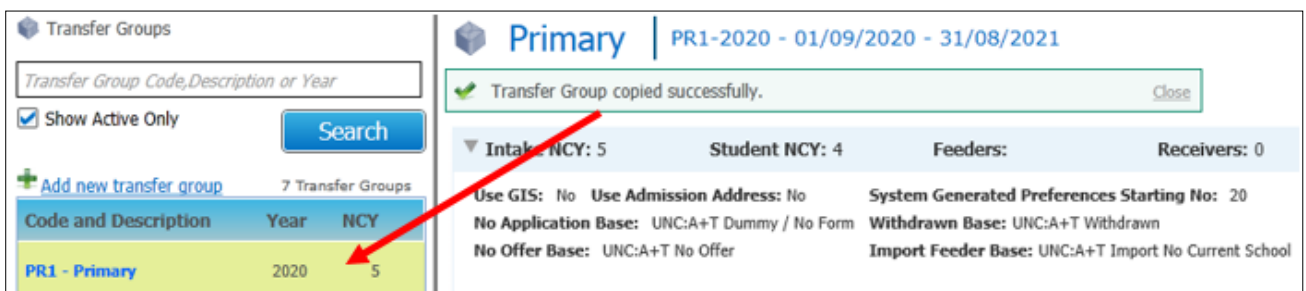 Transfer Groups
Transfer Group Code,Description or Year
Show Active Only
Search
Add new transfer group 7 Transfer Groups
Code and Description Year NCY
PR1 - Primary 2020 5
Primary PR1-2020 - 01/09/2020 - 31/08/2021
Transfer Group copied successfully. Close
Intake NCY: 5 Student NCY: 4 Feeders: Receivers: 0
Use GIS: No Use Admission Address: No System Generated Preferences Starting No: 20
No Application Base: UNC:A+T Dummy / No Form Withdrawn Base: UNC:A+T Withdrawn
No Offer Base: UNC:A+T No Offer Import Feeder Base: UNC:A+T Import No Current School